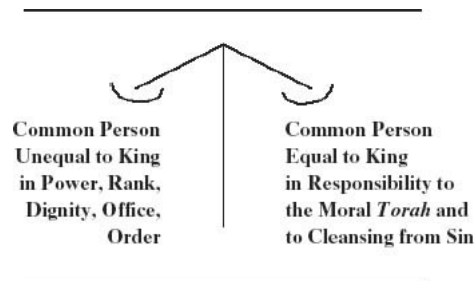 Common Person
Unequal to King
in Power, Rank,
Dignity, Office,
Order
Common Person
Equal to King
in Responsibility to
the Moral Torah and
to Cleansing from Sin